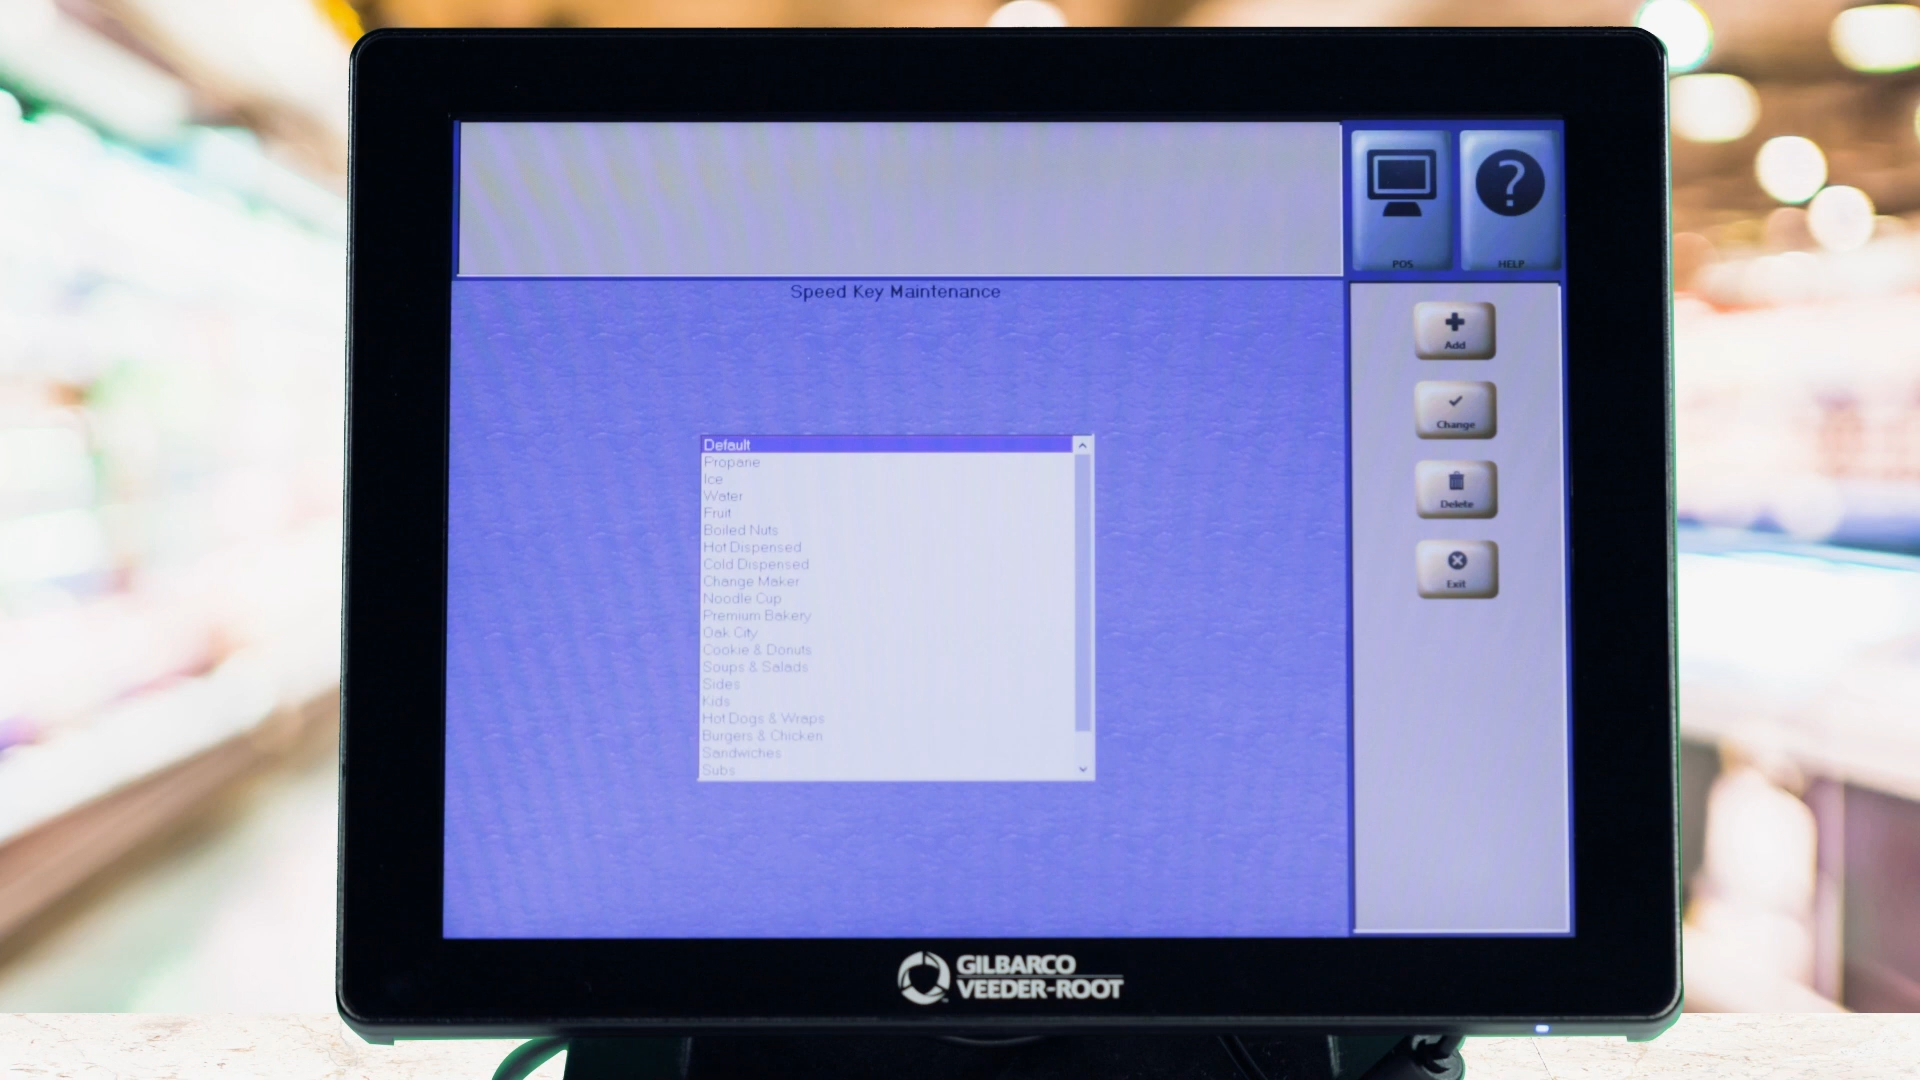 POS
HELP
Speed Key Maintenance
Add
Change
Delete
Exit
Default
Propane
Ice
Water
Fruit
Boiled Nuts
Hot Dispensed
Cold Dispensed
Change Maker
Noodle Cup
Premium Bakery
Oak City
Cookie & Donuts
Soups & Salads
Sides
Kids
Hot Dogs & Wraps
Burgers & Chicken
Sandwiches
Subs
GILBARCO
VEEDER-ROOT